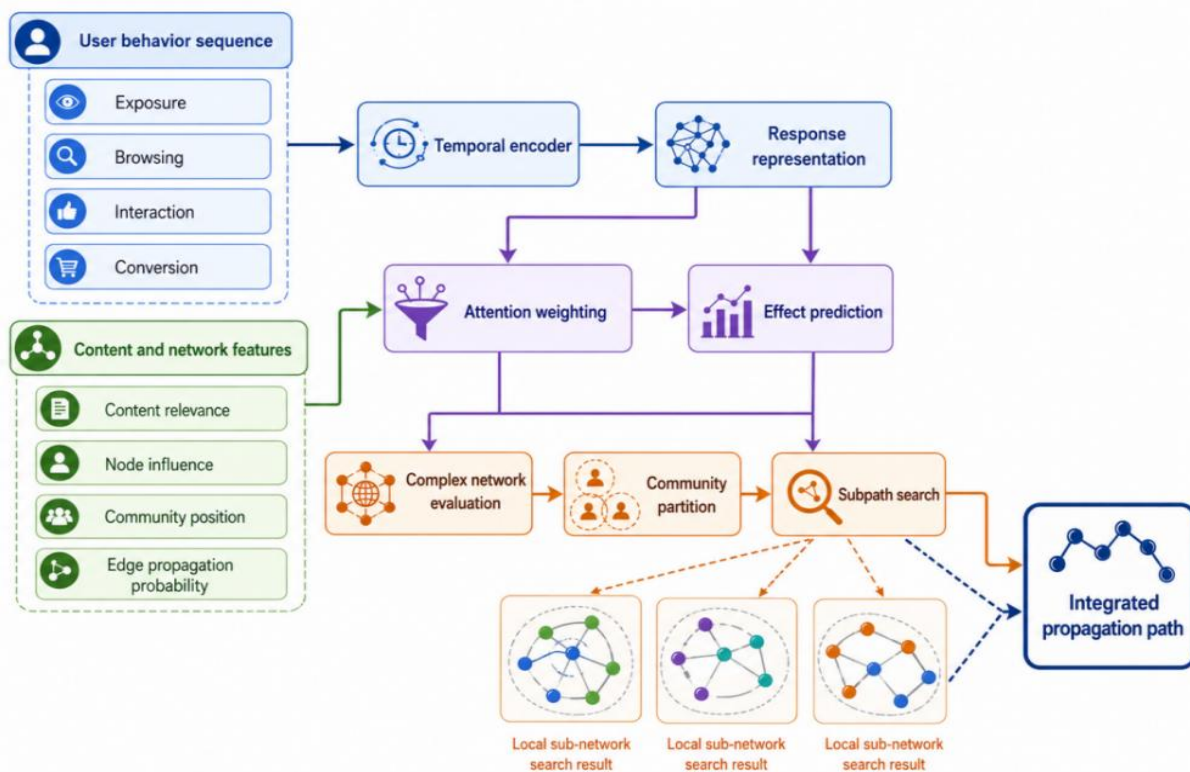 User behavior sequence
Exposure
Browsing
Interaction
Conversion
Temporal encoder
Response
representation
Attention weighting
Effect prediction
Content and network features
Content relevance
Node influence
Community position
Edge propagation
probability
Complex network
evaluation
Community
partition
Subpath search
Integrated
propagation path
Local sub-network
search result
Local sub-network
search result
Local sub-network
search result